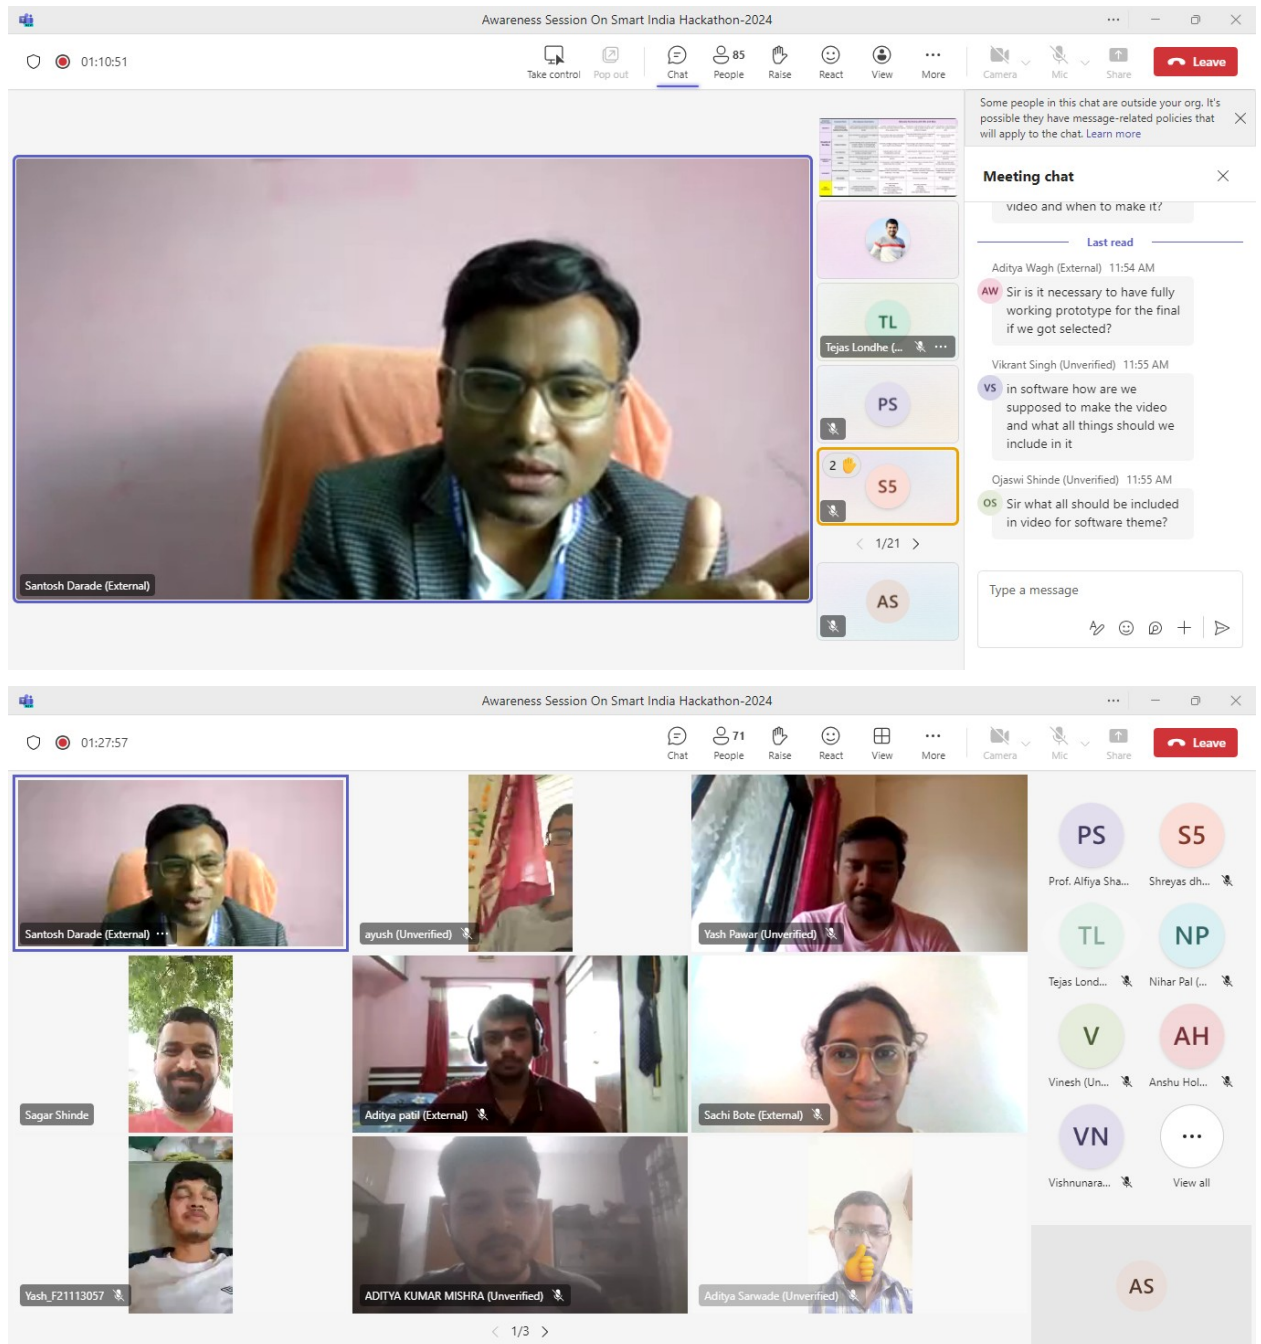 Awareness Session On Smart India Hackathon-2024
01:10:51
Take control
Pop out
Chat
85
People
Raise
React
View
More
Camera
Mic
Share
Leave
Some people in this chat are outside your org. It's
possible they have message-related policies that
will apply to the chat. Learn more
Meeting chat
video and when to make it?
Last read
Aditya Wagh (External) 11:54 AM
AW
Sir is it necessary to have fully
working prototype for the final
if we got selected?
Vikrant Singh (Unverified) 11:55 AM
VS
in software how are we
supposed to make the video
and what all things should we
include in it
Ojaswi Shinde (Unverified) 11:55 AM
OS
Sir what all should be included
in video for software theme?
Type a message
TL
Tejas Londhe (...
PS
2
S5
1/21
AS
Santosh Darade (External)
Awareness Session On Smart India Hackathon-2024
01:27:57
Chat
71
People
Raise
React
View
More
Camera
Mic
Share
Leave
Santosh Darade (External)
ayush (Unverified)
Yash Pawar (Unverified)
Sagar Shinde
Aditya patil (External)
Sachi Bote (External)
Yash_F21113057
ADITYA KUMAR MISHRA (Unverified)
Aditya Sarwade (Unverified)
1/3
PS
Prof. Alfiya Sha...
S5
Shreyas dh...
TL
Tejas Lond...
NP
Nihar Pal (...
V
Vinesh (Un...
AH
Anshu Hol...
VN
Vishnunara...
View all
AS